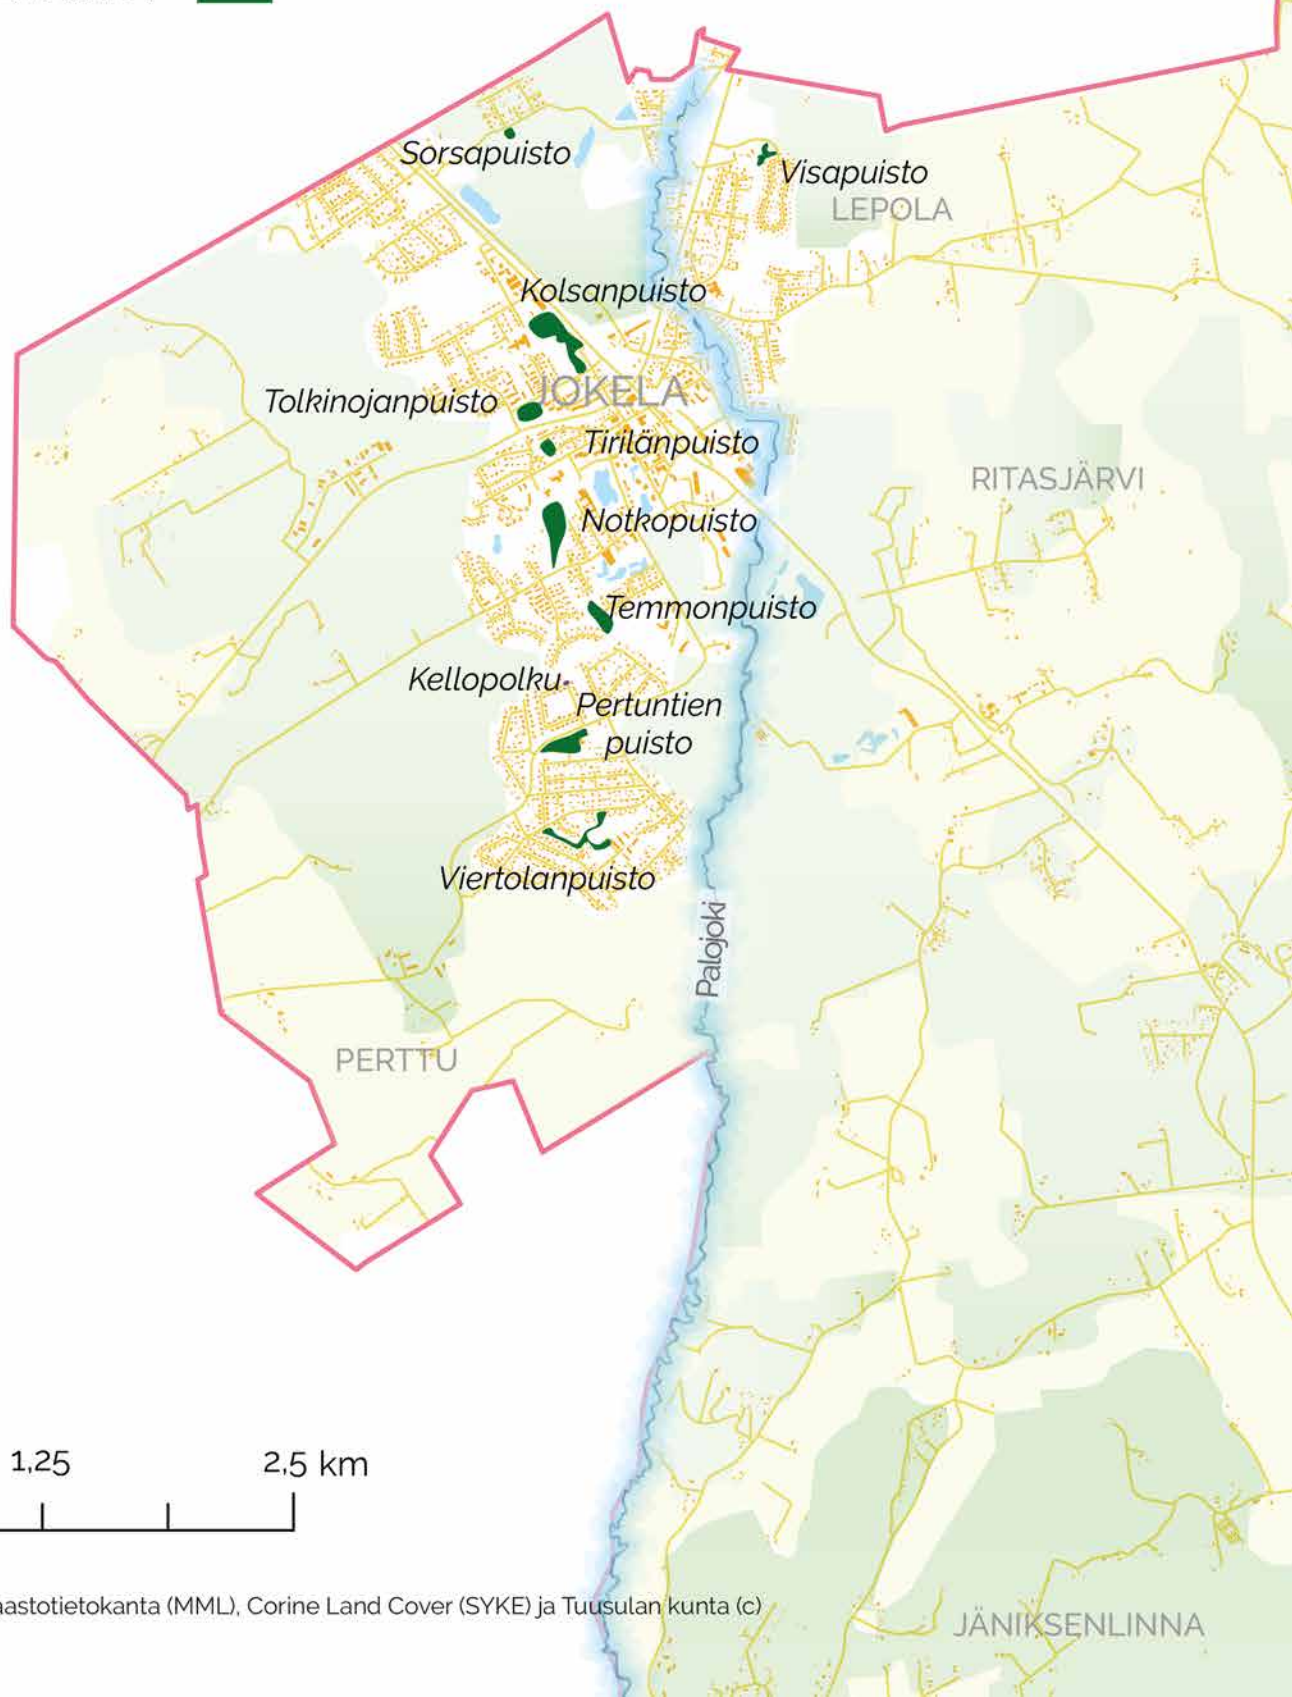 Sorsapuisto
Visapuisto
LEPOLA
Kolsanpuisto
JOKELA
Tolkinojanpuisto
Tirilänpuisto
RITASJÄRVI
Notkopuisto
Temmonpuisto
Kellopolku
Pertuntien
puisto
Viertolanpuisto
Palojoki
PERTTU
1,25 2,5 km
aastotietokanta (MML), Corine Land Cover (SYKE) ja Tuusulan kunta (c)
JÄNIKSENLINNA